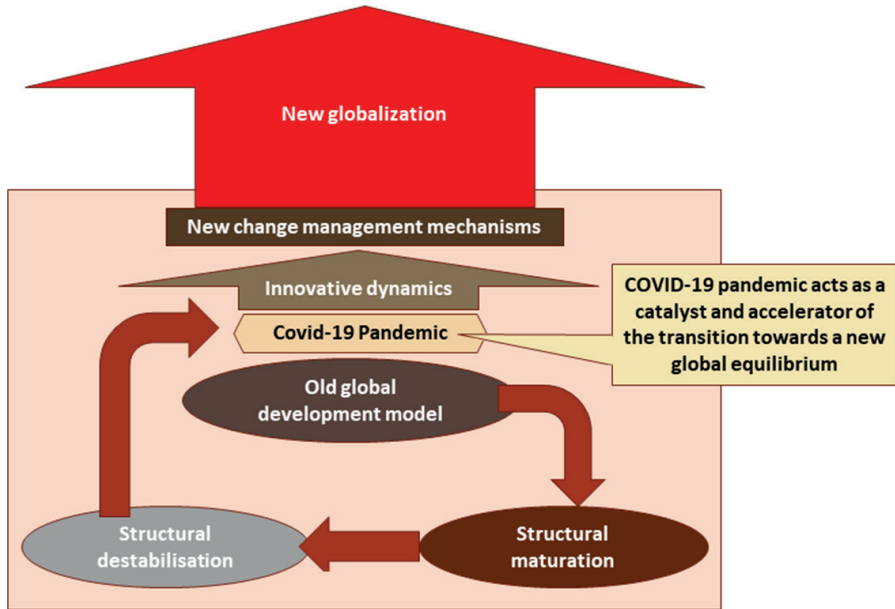 New globalization
New change management mechanisms
Innovative dynamics
Covid-19 Pandemic
COVID-19 pandemic acts as a
catalyst and accelerator of
the transition towards a new
global equilibrium
Old global
development model
Structural
destabilisation
Structural
maturation